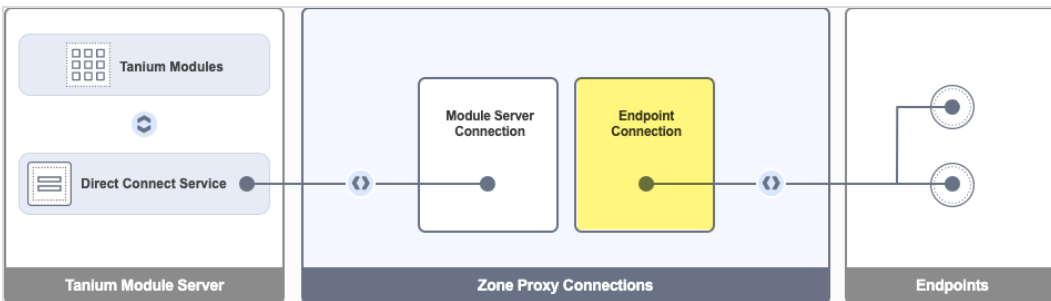 Tanium Modules
Direct Connect Service
Tanium Module Server
Module Server
Connection
Endpoint
Connection
Zone Proxy Connections
Endpoints